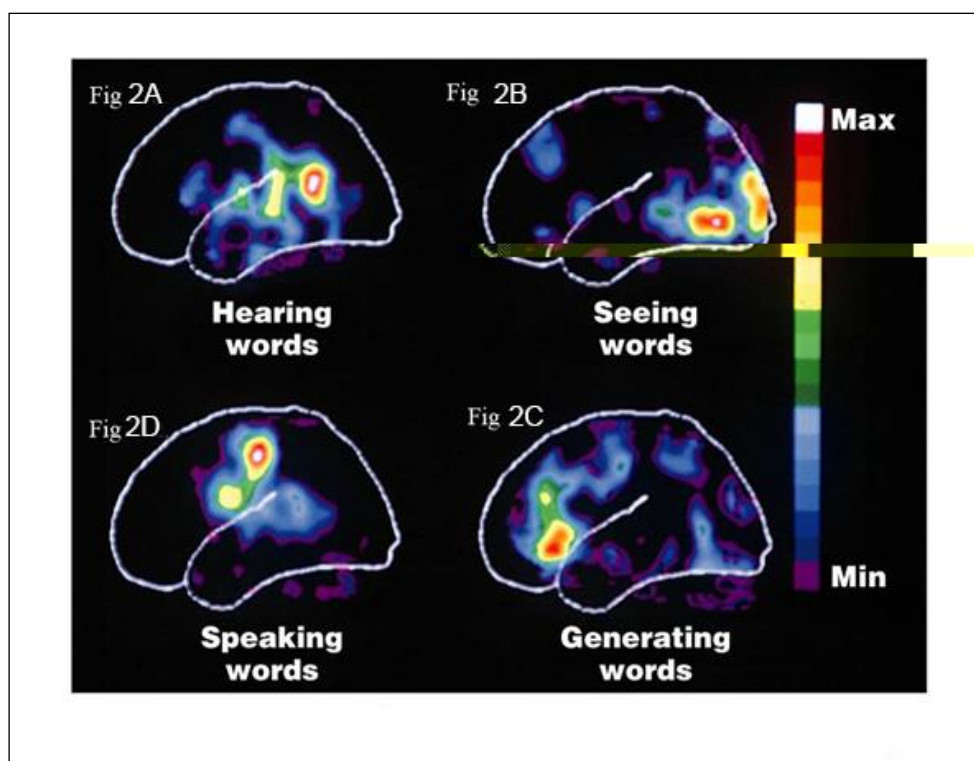 Fig 2A
Fig 2B
Max
Hearing
words
Seeing
words
Fig 2D
Fig 2C
Min
Speaking
words
Generating
words